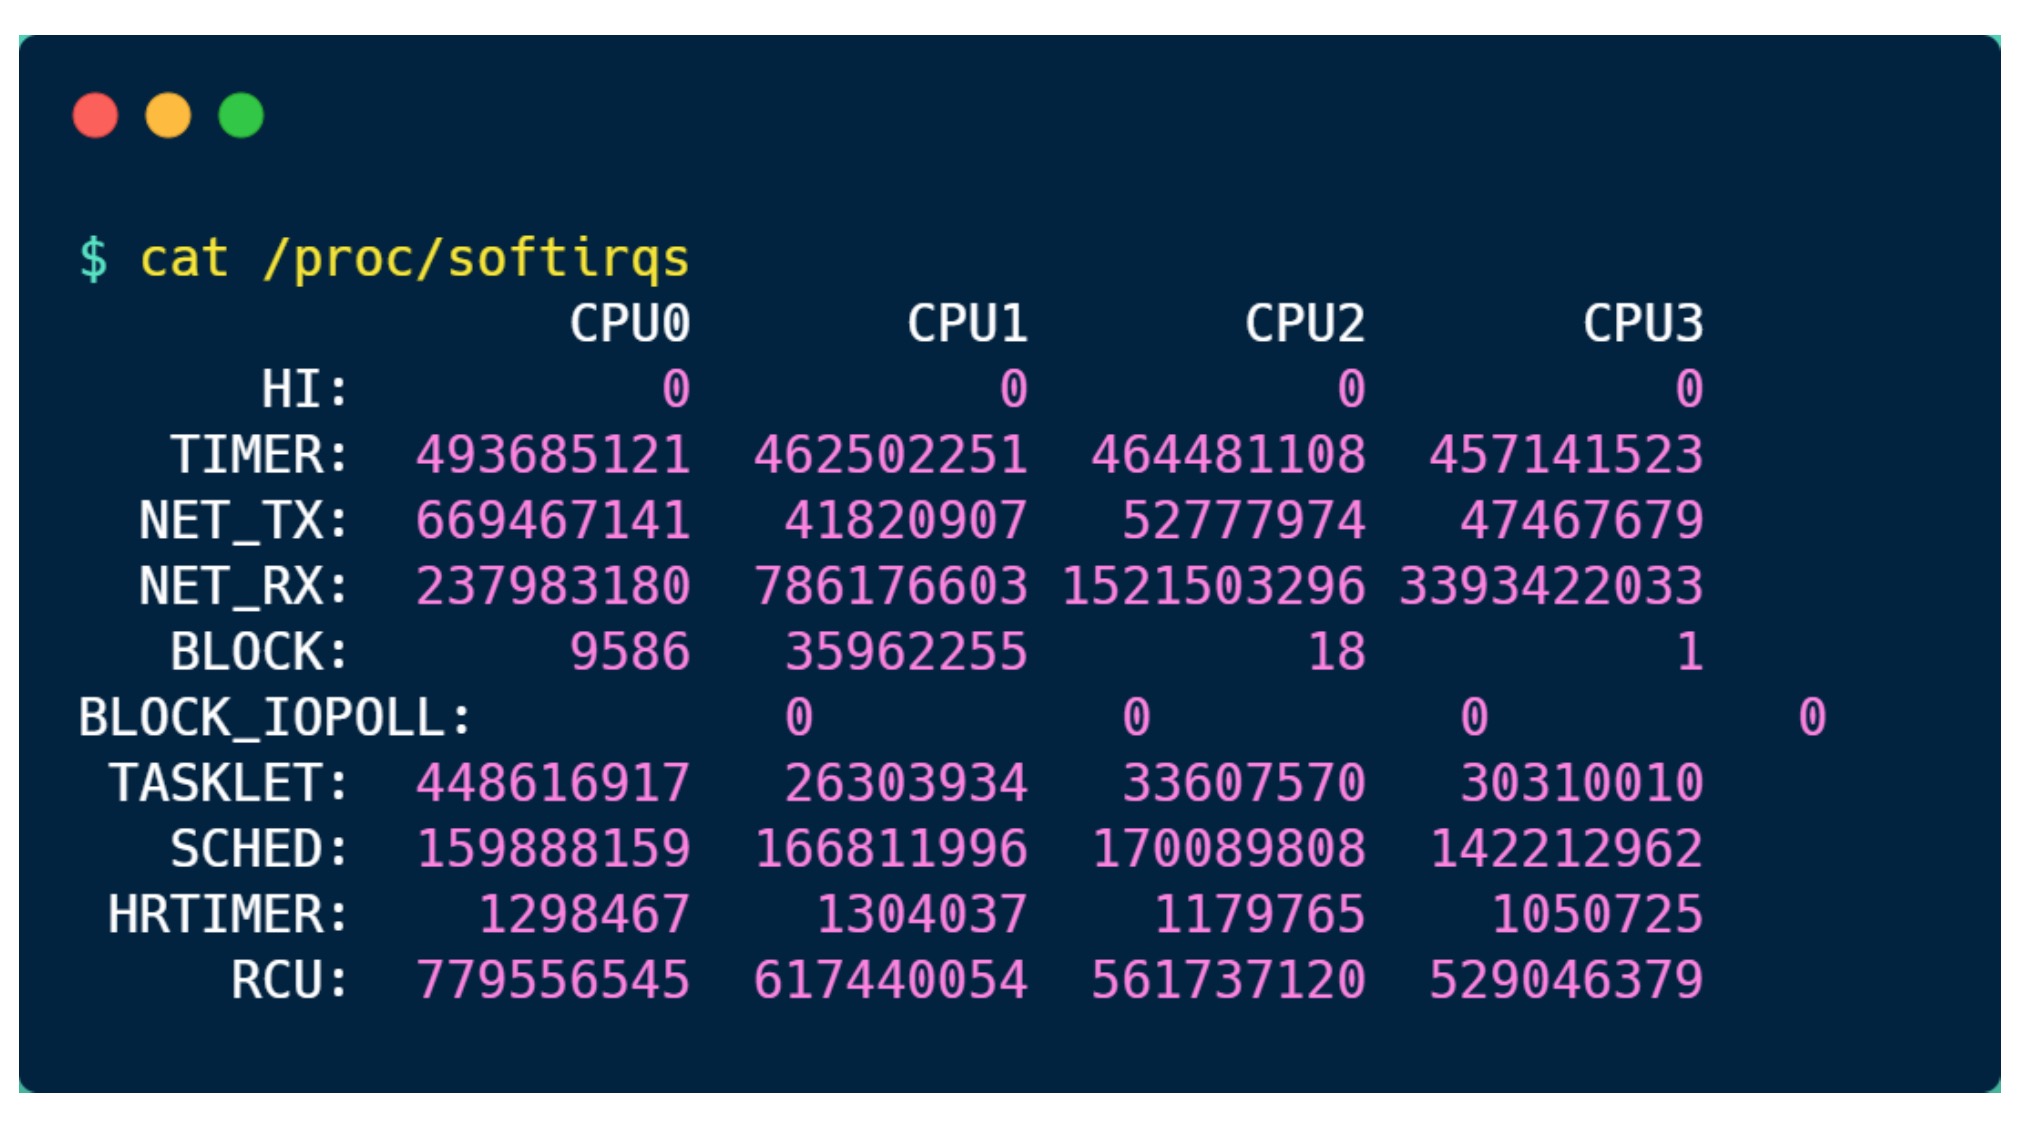 $ cat /proc/softirqs
CPU0 CPU1 CPU2 CPU3
HI: 0 0 0 0
TIMER: 493685121 462502251 464481108 457141523
NET_TX: 669467141 41820907 52777974 47467679
NET_RX: 237983180 786176603 1521503296 3393422033
BLOCK: 9586 35962255 18 1
BLOCK_IOPOLL: 0 0 0 0
TASKLET: 448616917 26303934 33607570 30310010
SCHED: 159888159 166811996 170089808 142212962
HRTIMER: 1298467 1304037 1179765 1050725
RCU: 779556545 617440054 561737120 529046379